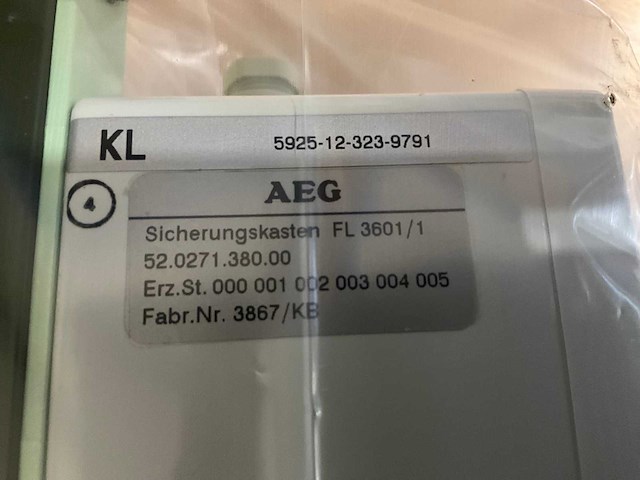 KL 5925-12-323-9791
4
AEG
Sicherungskasten FL 3601/1
52.0271.380.00
Erz.St. 000 001 002 003 004 005
Fabr.Nr. 3867/KB